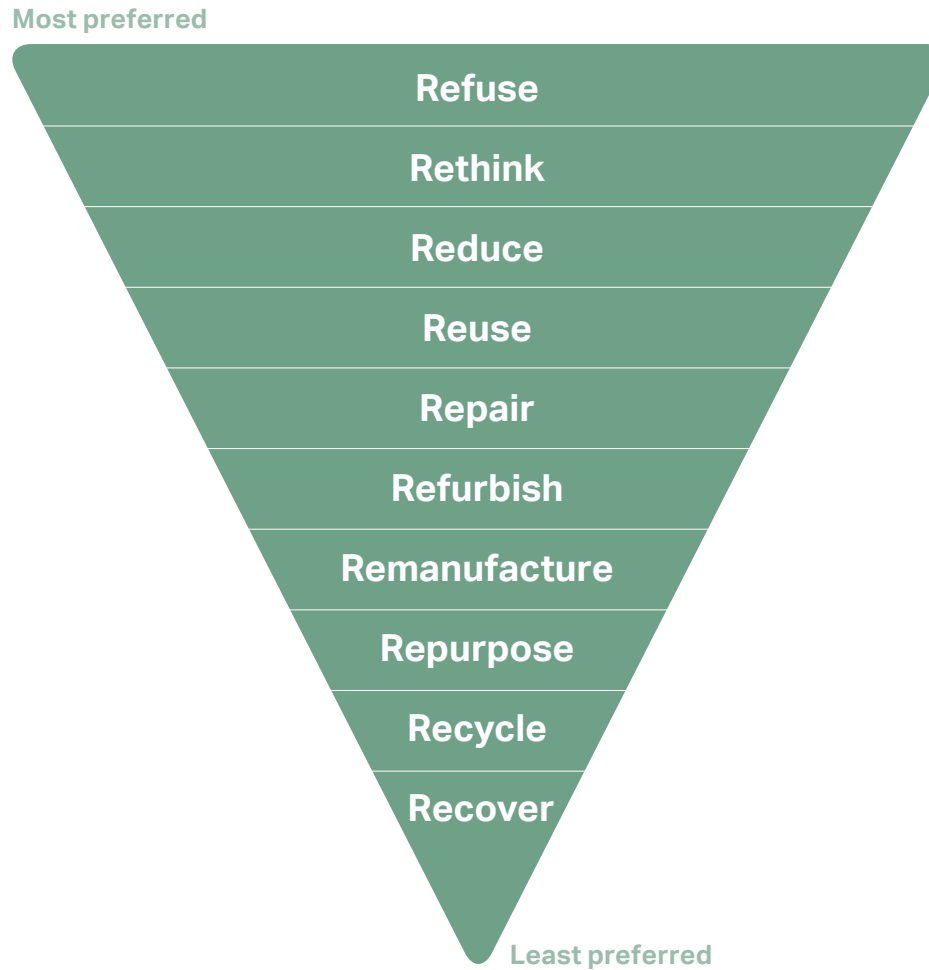 Most preferred
Refuse
Rethink
Reduce
Reuse
Repair
Refurbish
Remanufacture
Repurpose
Recycle
Recover
Least preferred